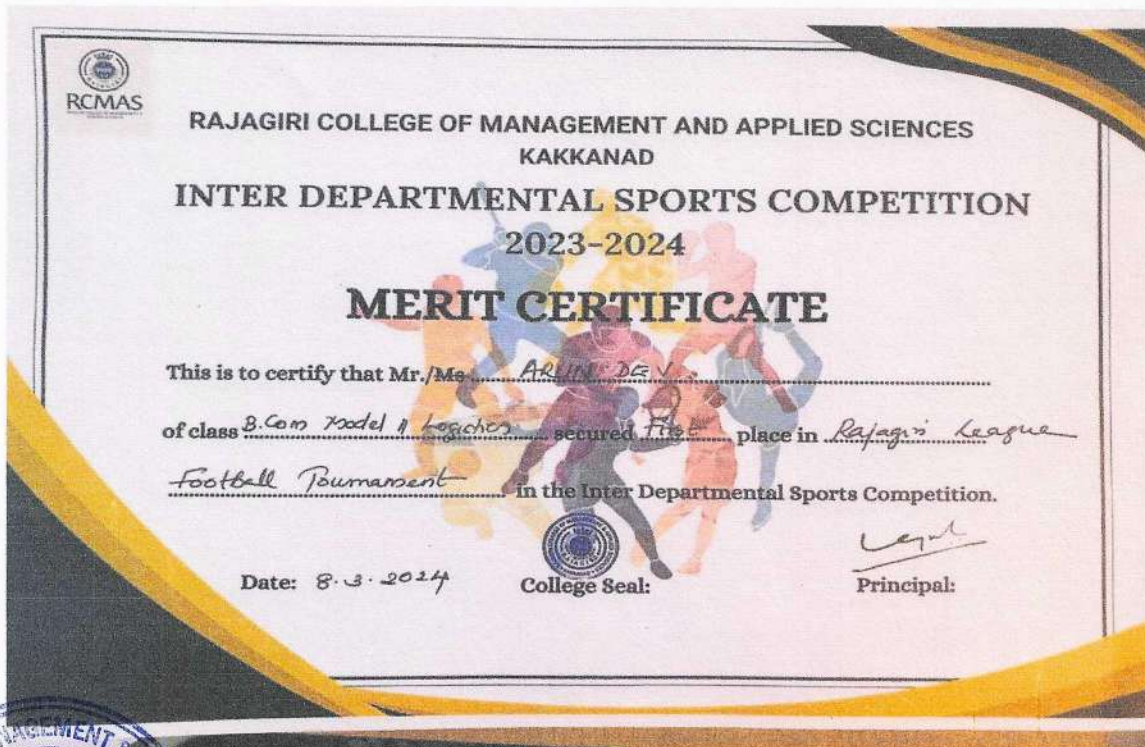 RCMAS
RAJAGIRI COLLEGE OF MANAGEMENT AND APPLIED SCIENCES
KAKKANAD
INTER DEPARTMENTAL SPORTS COMPETITION
2023-2024
MERIT CERTIFICATE
This is to certify that Mr./Ms ARUN DEV
of class B.Com Model II Logistics secured First place in Rajagiri League
Football Tournament in the Inter Departmental Sports Competition.
Date: 8.3.2024 College Seal: Principal: